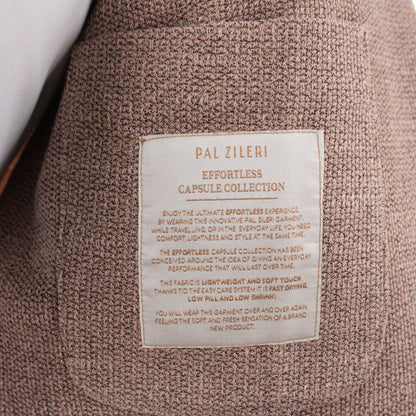 PAL ZILERI
EFFORTLESS
CAPSULE COLLECTION
ENJOY THE ULTIMATE EFFORTLESS EXPERIENCE,
BY WEARING THIS INNOVATIVE PAL ZILERI GARMENT,
WHILE TRAVELLING, OR IN THE EVERYDAY LIFE, YOU NEED
COMFORT, LIGHTNESS AND STYLE AT THE SAME TIME.
THE EFFORTLESS CAPSULE COLLECTION HAS BEEN
CONCEIVED AROUND THE IDEA OF GIVING AN EVERYDAY
PERFORMANCE THAT WILL LAST OVER TIME.
THIS FABRIC IS LIGHTWEIGHT AND SOFT TOUCH,
THANKS TO THE EASY CARE SYSTEM IT IS FAST DRYING,
LOW PILL AND LOW SHRINK;
YOU WILL WEAR THIS GARMENT OVER AND OVER AGAIN
FEELING THE SOFT AND FRESH SENSATION OF A BRAND
NEW PRODUCT.